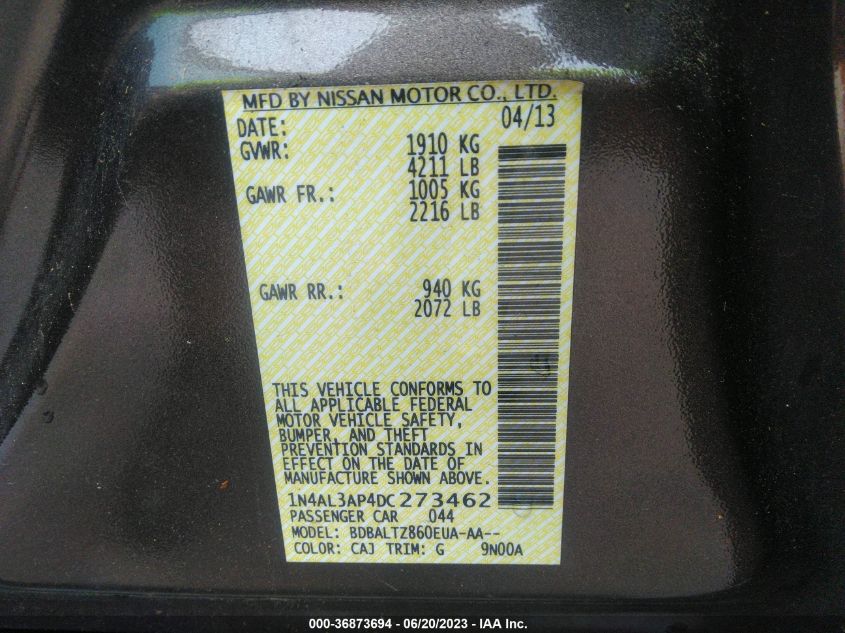 MFD BY NISSAN MOTOR CO., LTD.
DATE: 04/13
GVWR: 1910 KG
4211 LB
GAWR FR.: 1005 KG
2216 LB
GAWR RR.: 940 KG
2072 LB
THIS VEHICLE CONFORMS TO
ALL APPLICABLE FEDERAL
MOTOR VEHICLE SAFETY,
BUMPER, AND THEFT
PREVENTION STANDARDS IN
EFFECT ON THE DATE OF
MANUFACTURE SHOWN ABOVE.
1N4AL3AP4DC273462
PASSENGER CAR 044
MODEL: BDBALTZ860EUA-AA--
COLOR: CAJ TRIM: G 9N00A
000-36873694 - 06/20/2023 - IAA Inc.